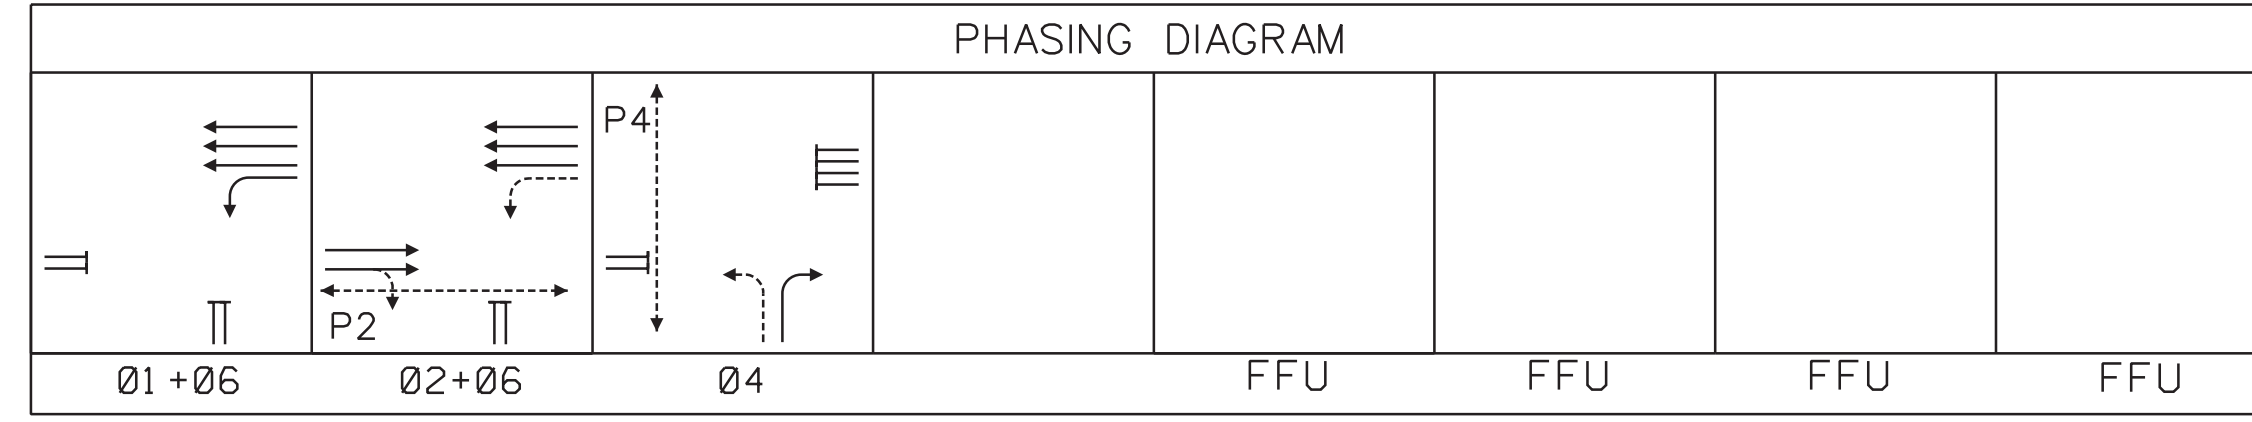 PHASING DIAGRAM
P4
P2
Ø1+Ø6
Ø2+Ø6
Ø4
FFU
FFU
FFU
FFU